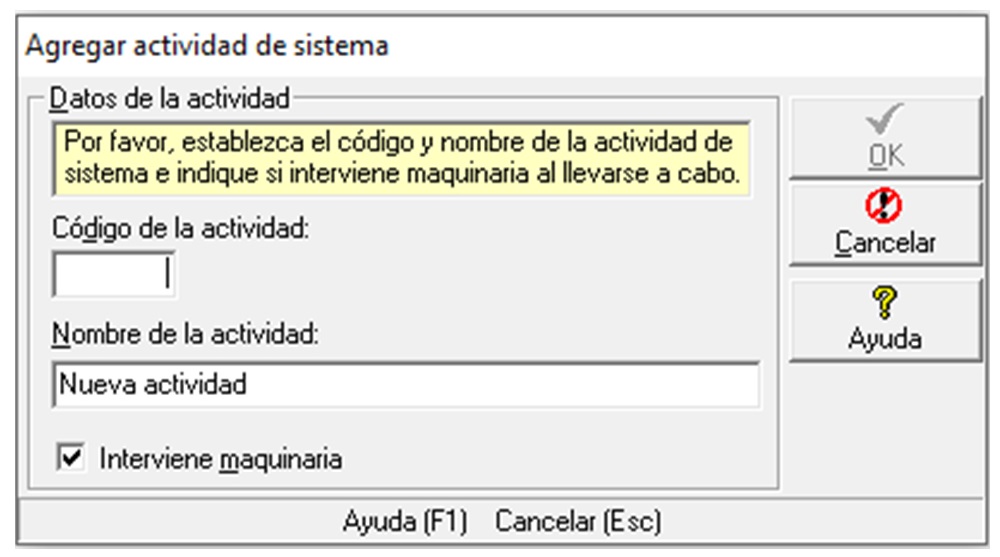 Agregar actividad de sistema
Datos de la actividad
Por favor, establezca el código y nombre de la actividad de
sistema e indique si interviene maquinaria al llevarse a cabo.
Código de la actividad:
Nombre de la actividad:
Nueva actividad
Interviene maquinaria
OK
Cancelar
Ayuda
Ayuda (F1) Cancelar (Esc)